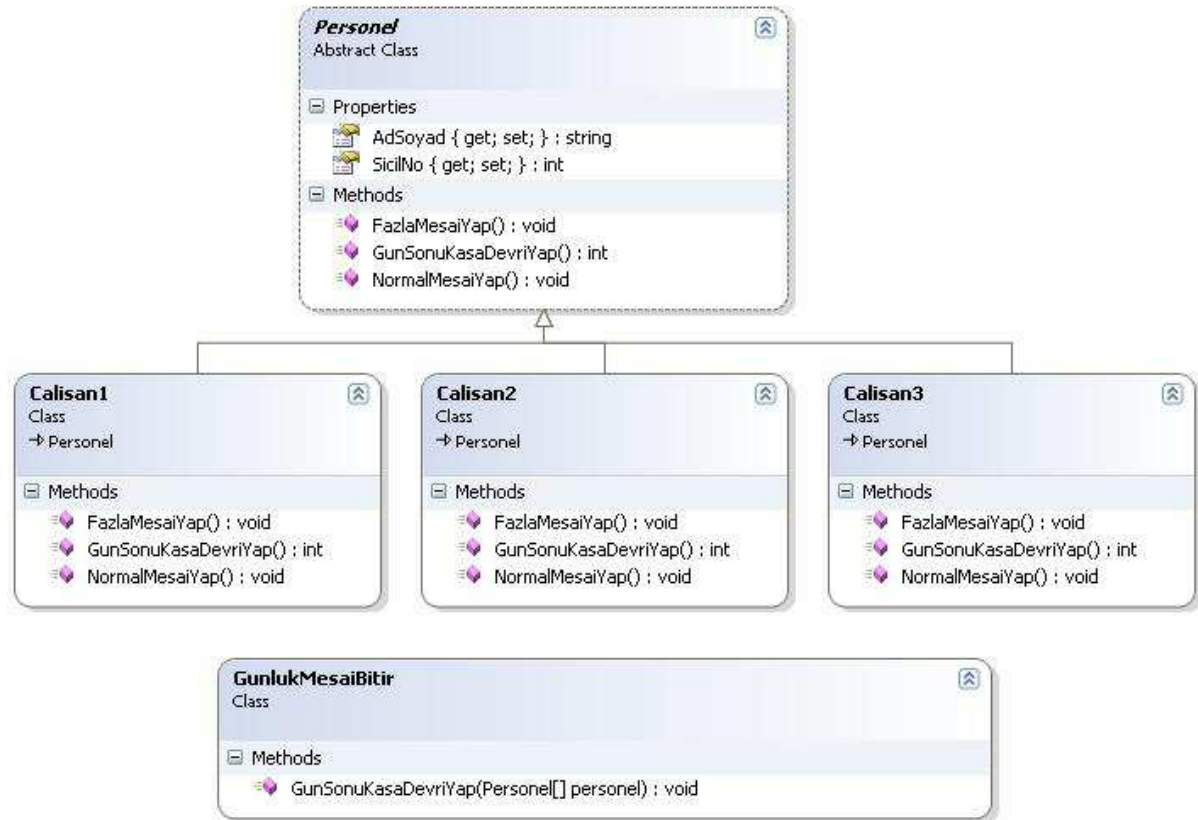 Personel
Abstract Class
Properties
AdSoyad { get; set; } : string
SicilNo { get; set; } : int
Methods
FazlaMesaiYap() : void
GunSonuKasaDevriYap() : int
NormalMesaiYap() : void
Calisan1
Class
Personel
Methods
FazlaMesaiYap() : void
GunSonuKasaDevriYap() : int
NormalMesaiYap() : void
Calisan2
Class
Personel
Methods
FazlaMesaiYap() : void
GunSonuKasaDevriYap() : int
NormalMesaiYap() : void
Calisan3
Class
Personel
Methods
FazlaMesaiYap() : void
GunSonuKasaDevriYap() : int
NormalMesaiYap() : void
GunlukMesaiBitir
Class
Methods
GunSonuKasaDevriYap(Personel[] personel) : void